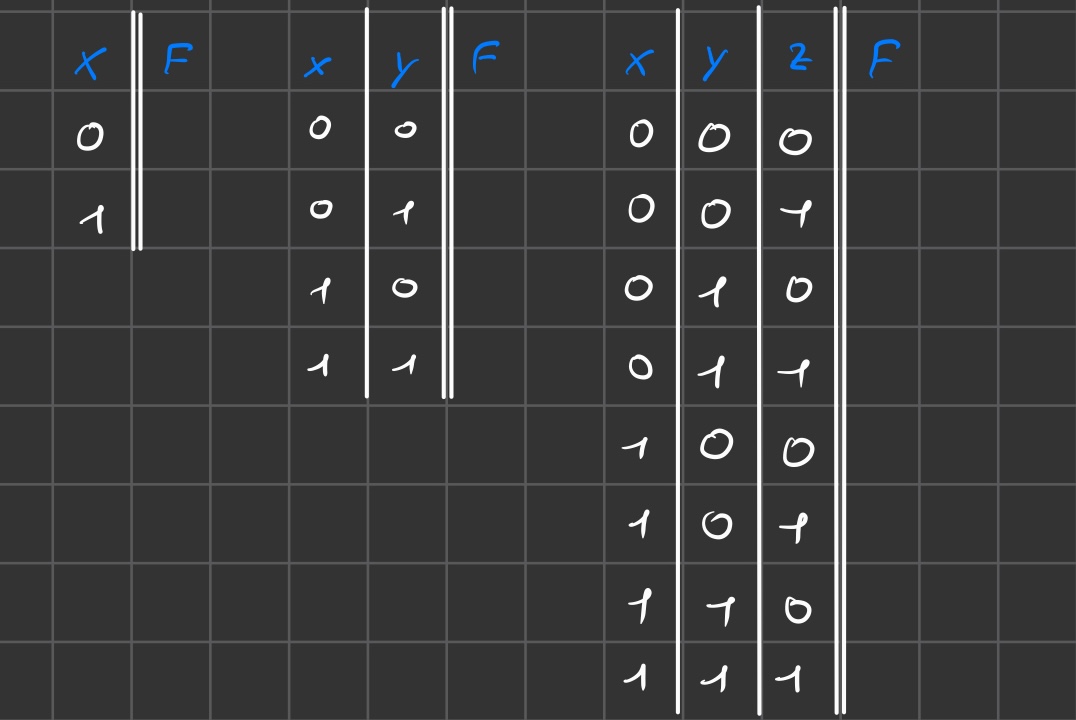 X F x y F x y z F
0 0 0 0 0 0
1 0 1 0 0 1
1 0 0 1 0
1 1 0 1 1
1 0 0
1 0 1
1 1 0
1 1 1